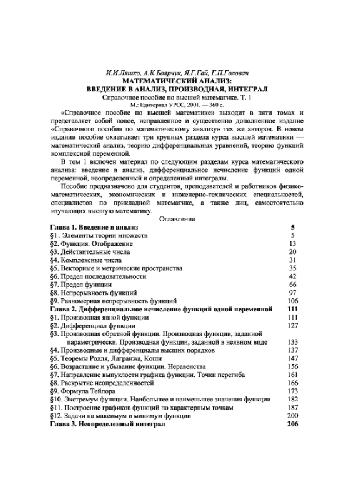 И.И.Ляшко, А.К.Боярчук, Я.Г.Гай, Г.П.Головач
МАТЕМАТИЧЕСКИЙ АНАЛИЗ:
ВВЕДЕНИЕ В АНАЛИЗ, ПРОИЗВОДНАЯ, ИНТЕГРАЛ
Справочное пособие по высшей математике. Т. 1
М.: Едиториал УРСС, 2001. — 360 с.
«Справочное пособие по высшей математике» выходит в пяти томах и
представляет собой новое, исправленное и существенно дополненное издание
«Справочного пособия по математическому анализу» тех же авторов. В новом
издании пособие охватывает три крупных раздела курса высшей математики —
математический анализ, теорию дифференциальных уравнений, теорию функций
комплексной переменной.
В том 1 включен материал по следующим разделам курса математического
анализа: введение в анализ, дифференциальное исчисление функций одной
переменной, неопределенный и определенный интегралы.
Пособие предназначено для студентов, преподавателей и работников физико-
математических, экономических и инженерно-технических специальностей,
специалистов по прикладной математике, а также лиц, самостоятельно
изучающих высшую математику.
Оглавление
Глава 1. Введение в анализ 5
§1. Элементы теории множеств 5
§2. Функция. Отображение 13
§3. Действительные числа 20
§4. Комплексные числа 31
§5. Векторные и метрические пространства 35
§6. Предел последовательности 42
§7. Предел функции 66
§8. Непрерывность функций 97
§9. Равномерная непрерывность функций 106
Глава 2. Дифференциальное исчисление функций одной переменной 111
§1. Производная явной функции 111
§2. Дифференциал функции 127
§3. Производная обратной функции. Производная функции, заданной
параметрически. Производная функции, заданной в неявном виде 133
§4. Производные и дифференциалы высших порядков 137
§5. Теоремы Ролля, Лагранжа, Коши 147
§6. Возрастание и убывание функции. Неравенства 156
§7. Направление выпуклости графика функции. Точки перегиба 161
§8. Раскрытие неопределенностей 166
§9. Формула Тейлора 173
§10. Экстремум функции. Наибольшее и наименьшее значения функции 182
§11. Построение графиков функций по характерным точкам 187
§12. Задачи на максимум и минимум функции 200
Глава 3. Неопределенный интеграл 206